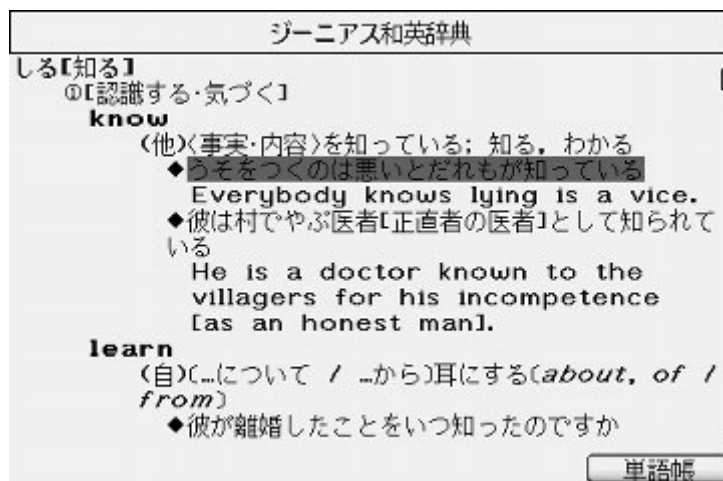 ジーニアス和英辞典
しる【知る】
①[認識する・気づく]
know
(他)〈事実・内容〉を知っている; 知る, わかる
◆うそをつくのは悪いとだれもが知っている
Everybody knows lying is a vice.
◆彼は村でやぶ医者[正直者の医者]として知られて
いる
He is a doctor known to the
villagers for his incompetence
[as an honest man].
learn
(自)(…について / …から)耳にする(about, of /
from)
◆彼が離婚したことをいつ知ったのですか
単語帳